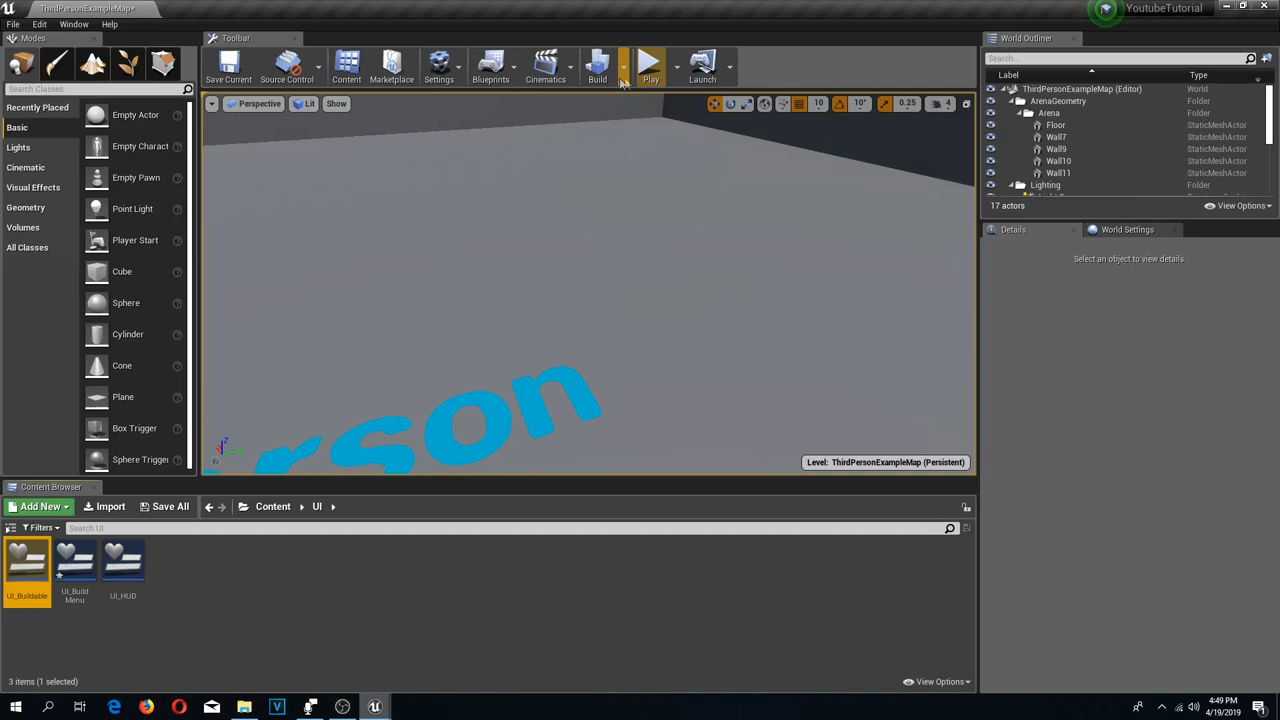 ThirdPersonExampleMap*
YoutubeTutorial
File Edit Window Help
Modes
Toolbar
World Outliner
Save Current
Source Control
Content
Marketplace
Settings
Blueprints
Cinematics
Build
Play
Launch
Search Classes
Recently Placed
Basic
Lights
Cinematic
Visual Effects
Geometry
Volumes
All Classes
Empty Actor
Empty Charact
Empty Pawn
Point Light
Player Start
Cube
Sphere
Cylinder
Cone
Plane
Box Trigger
Sphere Trigger
Perspective Lit Show
10 10° 0.25 4
rson
Level: ThirdPersonExampleMap (Persistent)
Search...
Label Type
ThirdPersonExampleMap (Editor) World
ArenaGeometry Folder
Arena Folder
Floor StaticMeshActor
Wall7 StaticMeshActor
Wall9 StaticMeshActor
Wall10 StaticMeshActor
Wall11 StaticMeshActor
Lighting Folder
17 actors View Options
Details World Settings
Select an object to view details.
Content Browser
Add New Import Save All Content UI
Filters Search UI
UI_Buildable
UI_Build
Menu
UI_HUD
3 items (1 selected) View Options
4:49 PM
4/19/2019